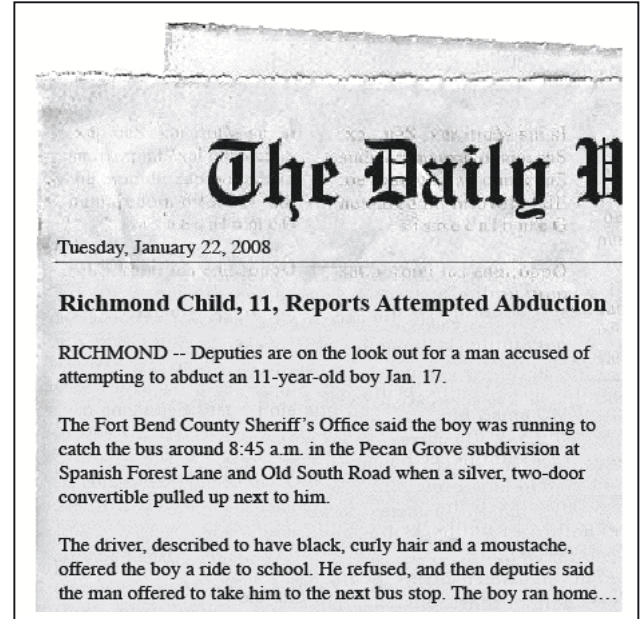 The Daily
Tuesday, January 22, 2008
Richmond Child, 11, Reports Attempted Abduction
RICHMOND -- Deputies are on the look out for a man accused of
attempting to abduct an 11-year-old boy Jan. 17.
The Fort Bend County Sheriff’s Office said the boy was running to
catch the bus around 8:45 a.m. in the Pecan Grove subdivision at
Spanish Forest Lane and Old South Road when a silver, two-door
convertible pulled up next to him.
The driver, described to have black, curly hair and a moustache,
offered the boy a ride to school. He refused, and then deputies said
the man offered to take him to the next bus stop. The boy ran home…